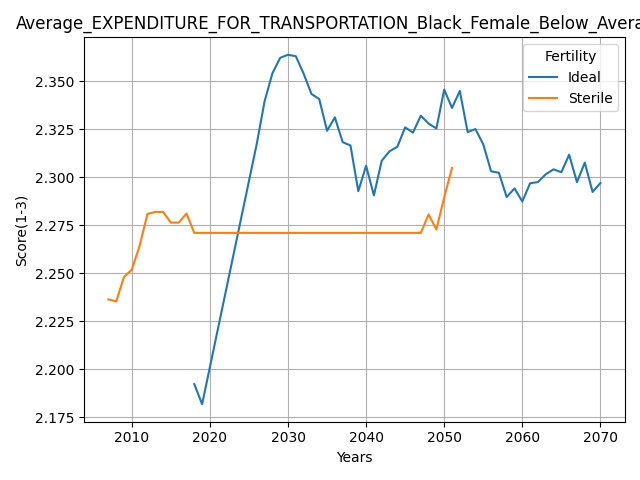 Average_EXPENDITURE_FOR_TRANSPORTATION_Black_Female_Below_Avera
Fertility
Ideal
Sterile
Score(1-3)
2.350
2.325
2.300
2.275
2.250
2.225
2.200
2.175
2010 2020 2030 2040 2050 2060 2070
Years